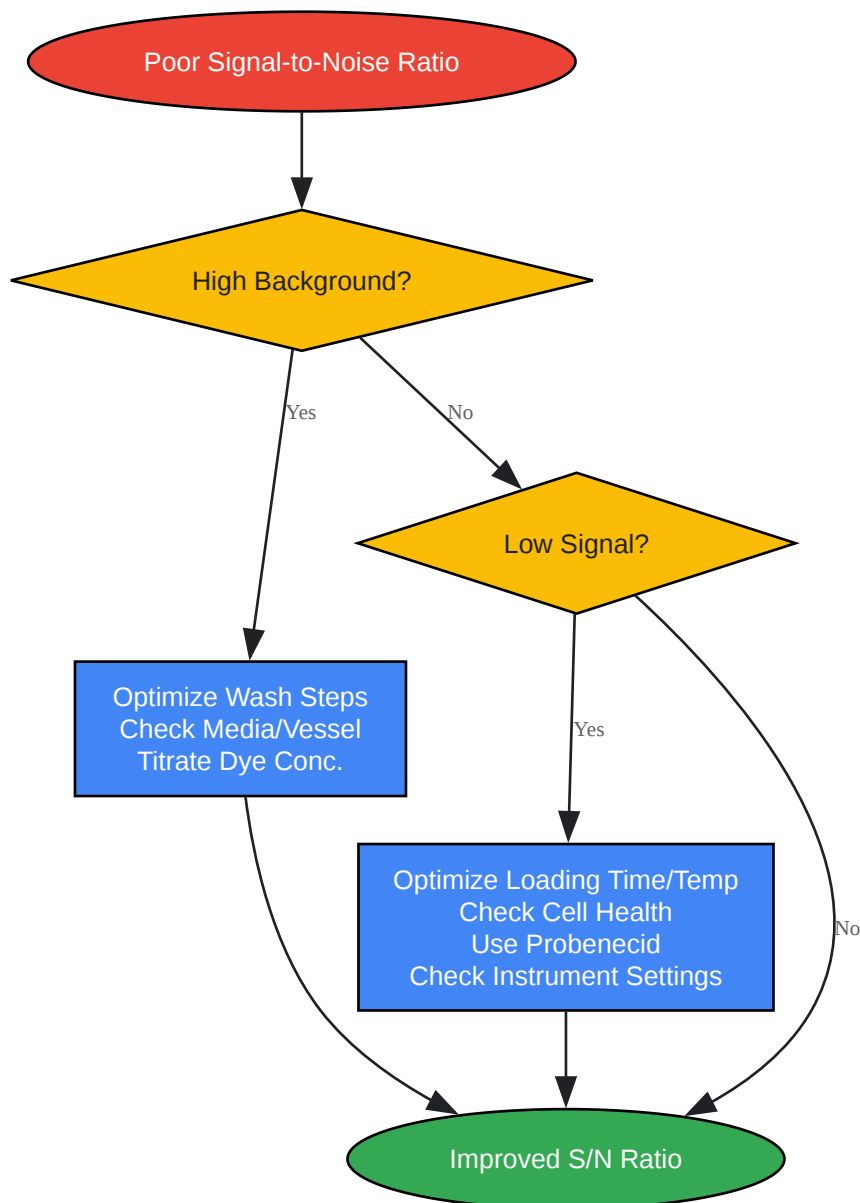 Poor Signal-to-Noise Ratio
High Background?
Yes
No
Low Signal?
Optimize Wash Steps
Check Media/Vessel
Titrate Dye Conc.
Yes
Optimize Loading Time/Temp
Check Cell Health
Use Probenecid
Check Instrument Settings
No
Improved S/N Ratio